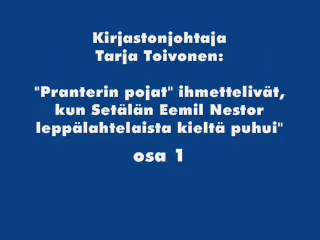 Kirjastonjohtaja
Tarja Toivonen:
"Pranterin pojat" ihmettelivät,
kun Setälän Eemil Nestor
leppälahtelaista kieltä puhui"
osa 1